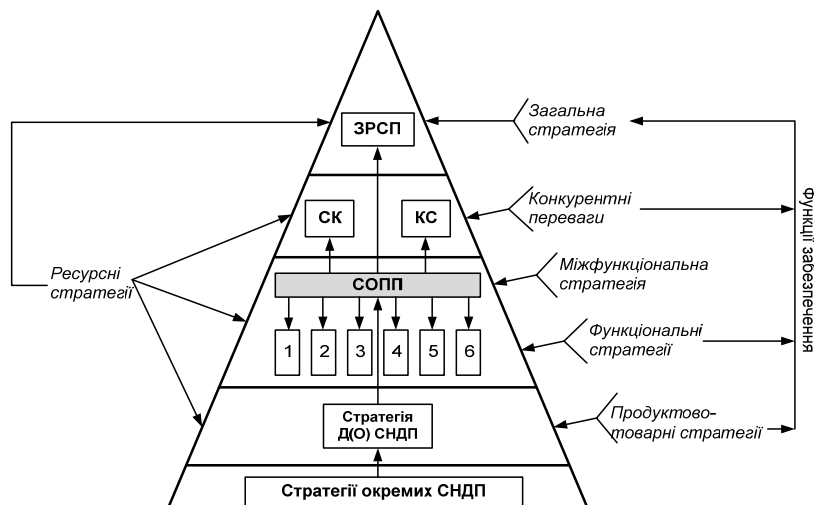 ЗРСП
Загальна
стратегія
СК
КС
Конкурентні
переваги
Ресурсні
стратегії
СОПП
Міжфункціональна
стратегія
1 2 3 4 5 6
Функціональні
стратегії
Стратегія
Д(О) СНДП
Продуктово-
товарні стратегії
Стратегії окремих СНДП
Функції забезпечення